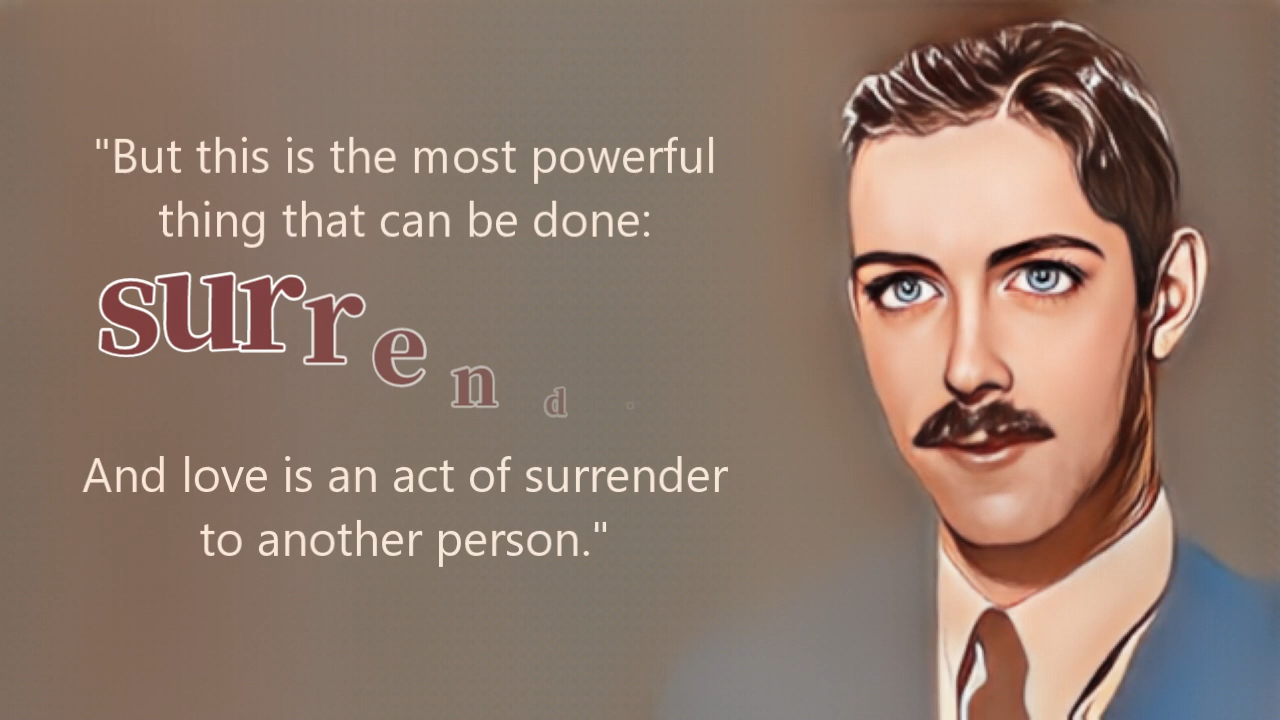 "But this is the most powerful
thing that can be done:
surrend
And love is an act of surrender
to another person."